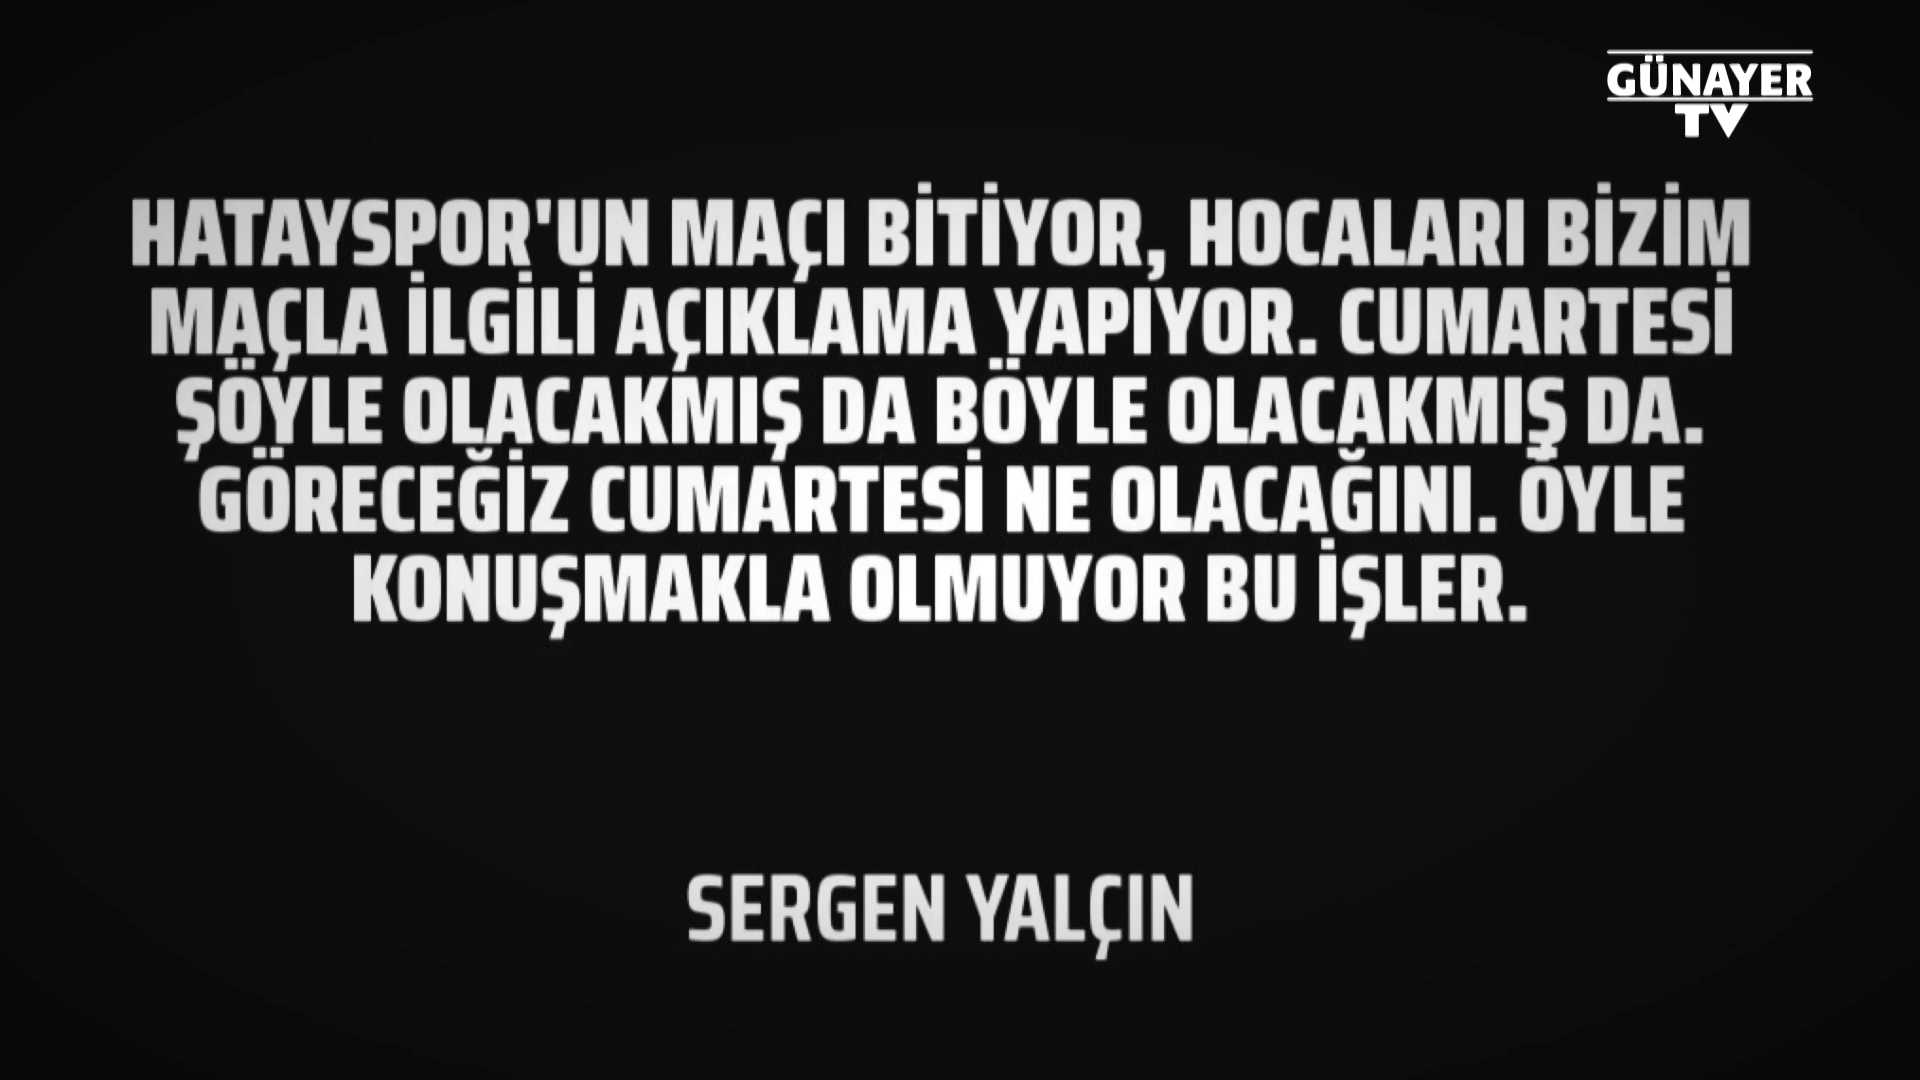 GÜNAYER
TV
HATAYSPOR'UN MAÇI BİTİYOR, HOCALARI BİZİM
MAÇLA İLGİLİ AÇIKLAMA YAPIYOR. CUMARTESİ
ŞÖYLE OLACAKMIŞ DA BÖYLE OLACAKMIŞ DA.
GÖRECEĞİZ CUMARTESİ NE OLACAĞINI. ÖYLE
KONUŞMAKLA OLMUYOR BU İŞLER.
SERGEN YALÇIN